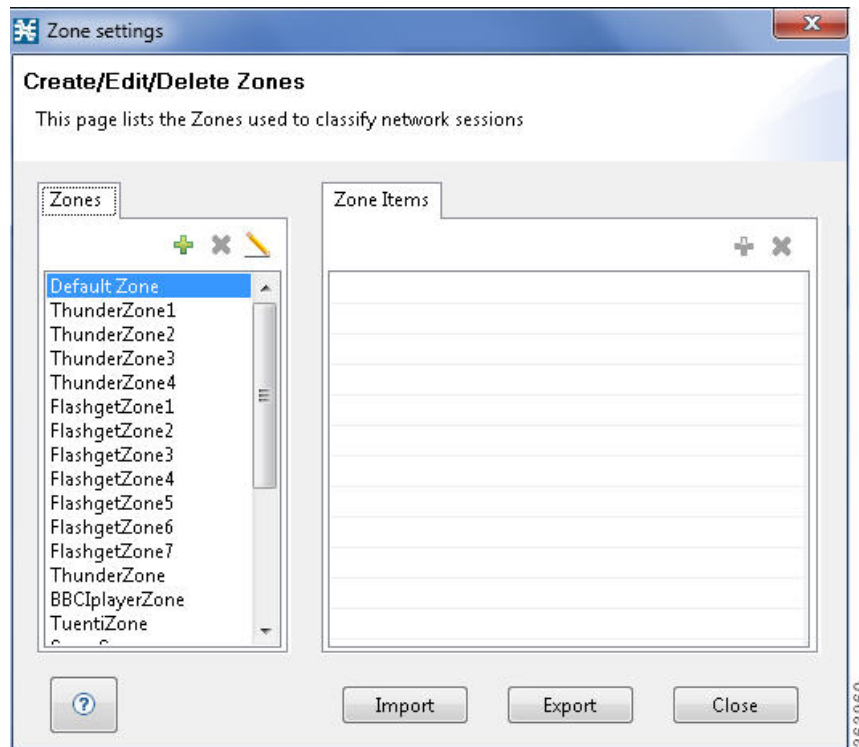 Zone settings
Create/Edit/Delete Zones
This page lists the Zones used to classify network sessions
Zones
Zone Items
Default Zone
ThunderZone1
ThunderZone2
ThunderZone3
ThunderZone4
FlashgetZone1
FlashgetZone2
FlashgetZone3
FlashgetZone4
FlashgetZone5
FlashgetZone6
FlashgetZone7
ThunderZone
BBCIplayerZone
TuentiZone
Import
Export
Close